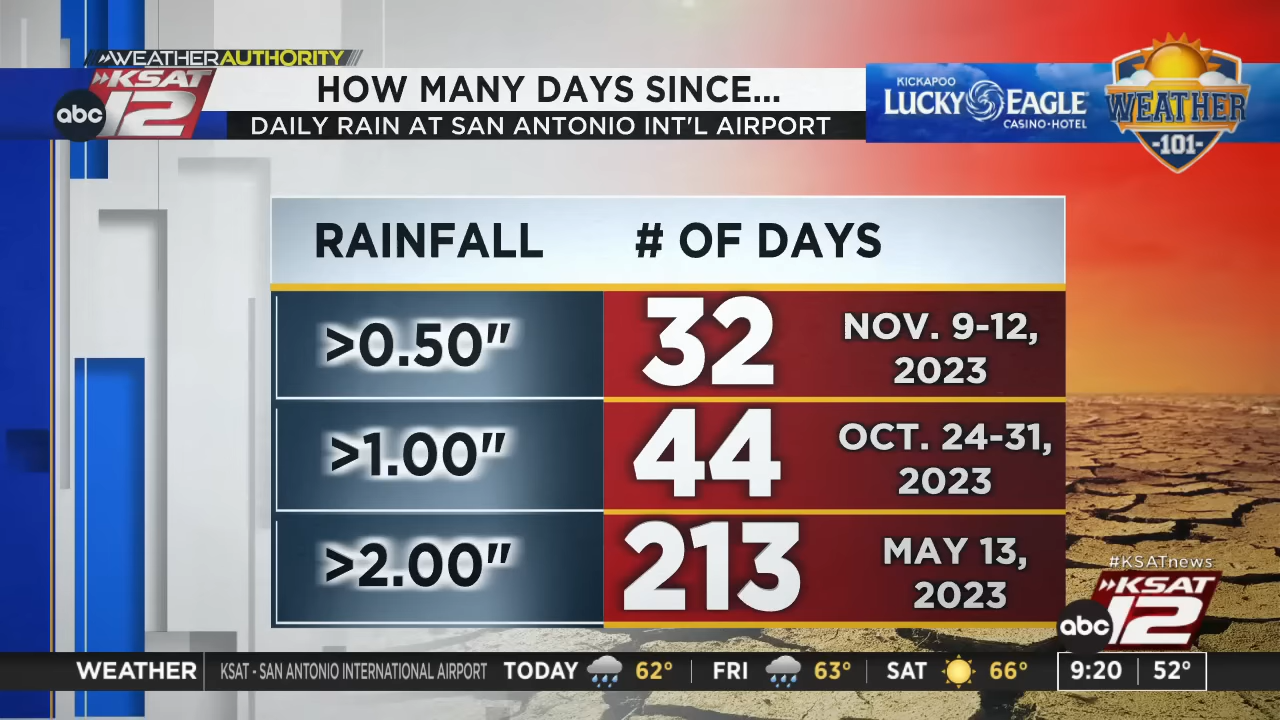 WEATHERAUTHORITY
KSAT
abc 12
HOW MANY DAYS SINCE...
DAILY RAIN AT SAN ANTONIO INT'L AIRPORT
KICKAPOO
LUCKY EAGLE
CASINO•HOTEL
WEATHER
-101-
RAINFALL # OF DAYS
>0.50" 32 NOV. 9-12, 
2023
>1.00" 44 OCT. 24-31,
2023
>2.00" 213 MAY 13,
2023
#KSATnews
KSAT
abc 12
WEATHER KSAT - SAN ANTONIO INTERNATIONAL AIRPORT TODAY 62° FRI 63° SAT 66° 9:20 52°